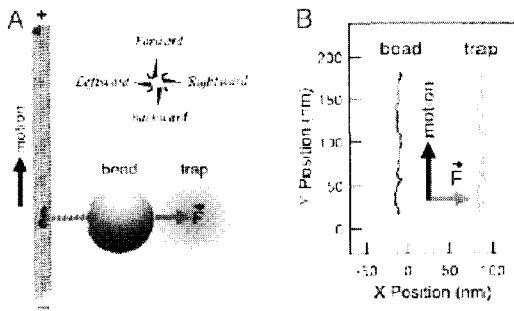 A
+
Forward
Leftward
Rightward
Backward
motion
bead
trap
F
–
B
bead
trap
200
150
100
50
0
Y Position (nm)
motion
F
-50
0
50
100
X Position (nm)